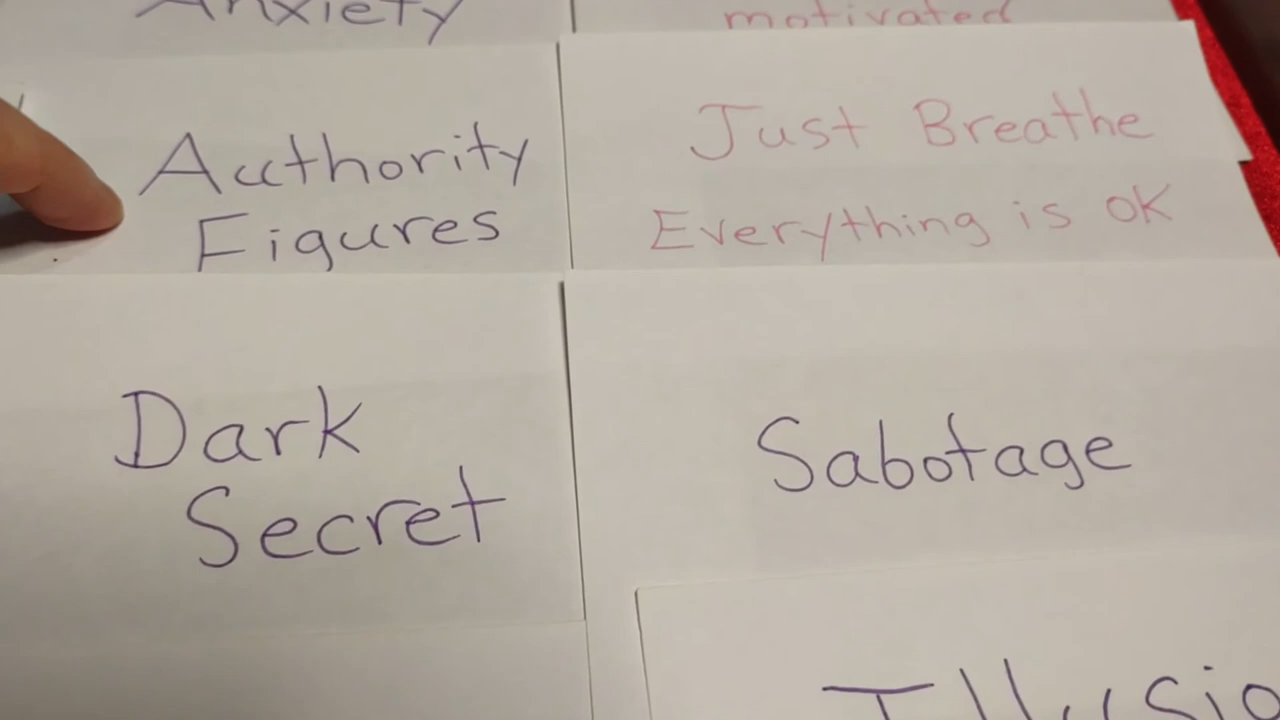 Anxiety
motivated
Authority
Figures
Just Breathe
Everything is OK
Dark
Secret
Sabotage